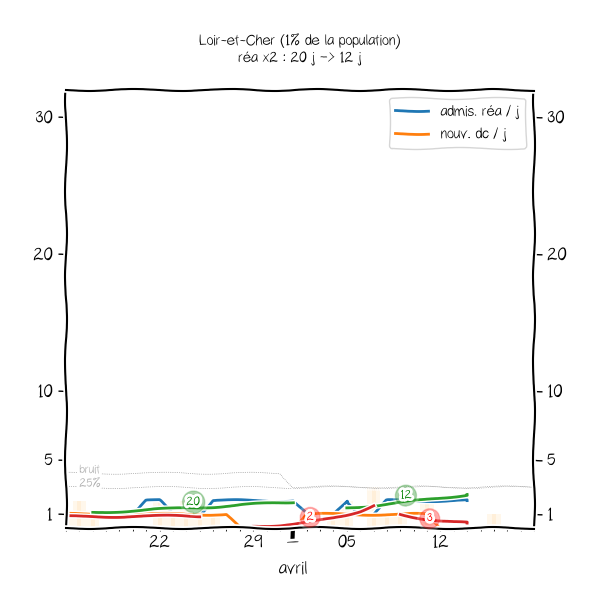 Loir-et-Cher (1% de la population)
réa x2 : 20 j -> 12 j
admis. réa / j
nouv. dc / j
30 30
20 20
10 10
5 5
bruit
25%
20 12
2 3
1 1
22 29 05 12
avril